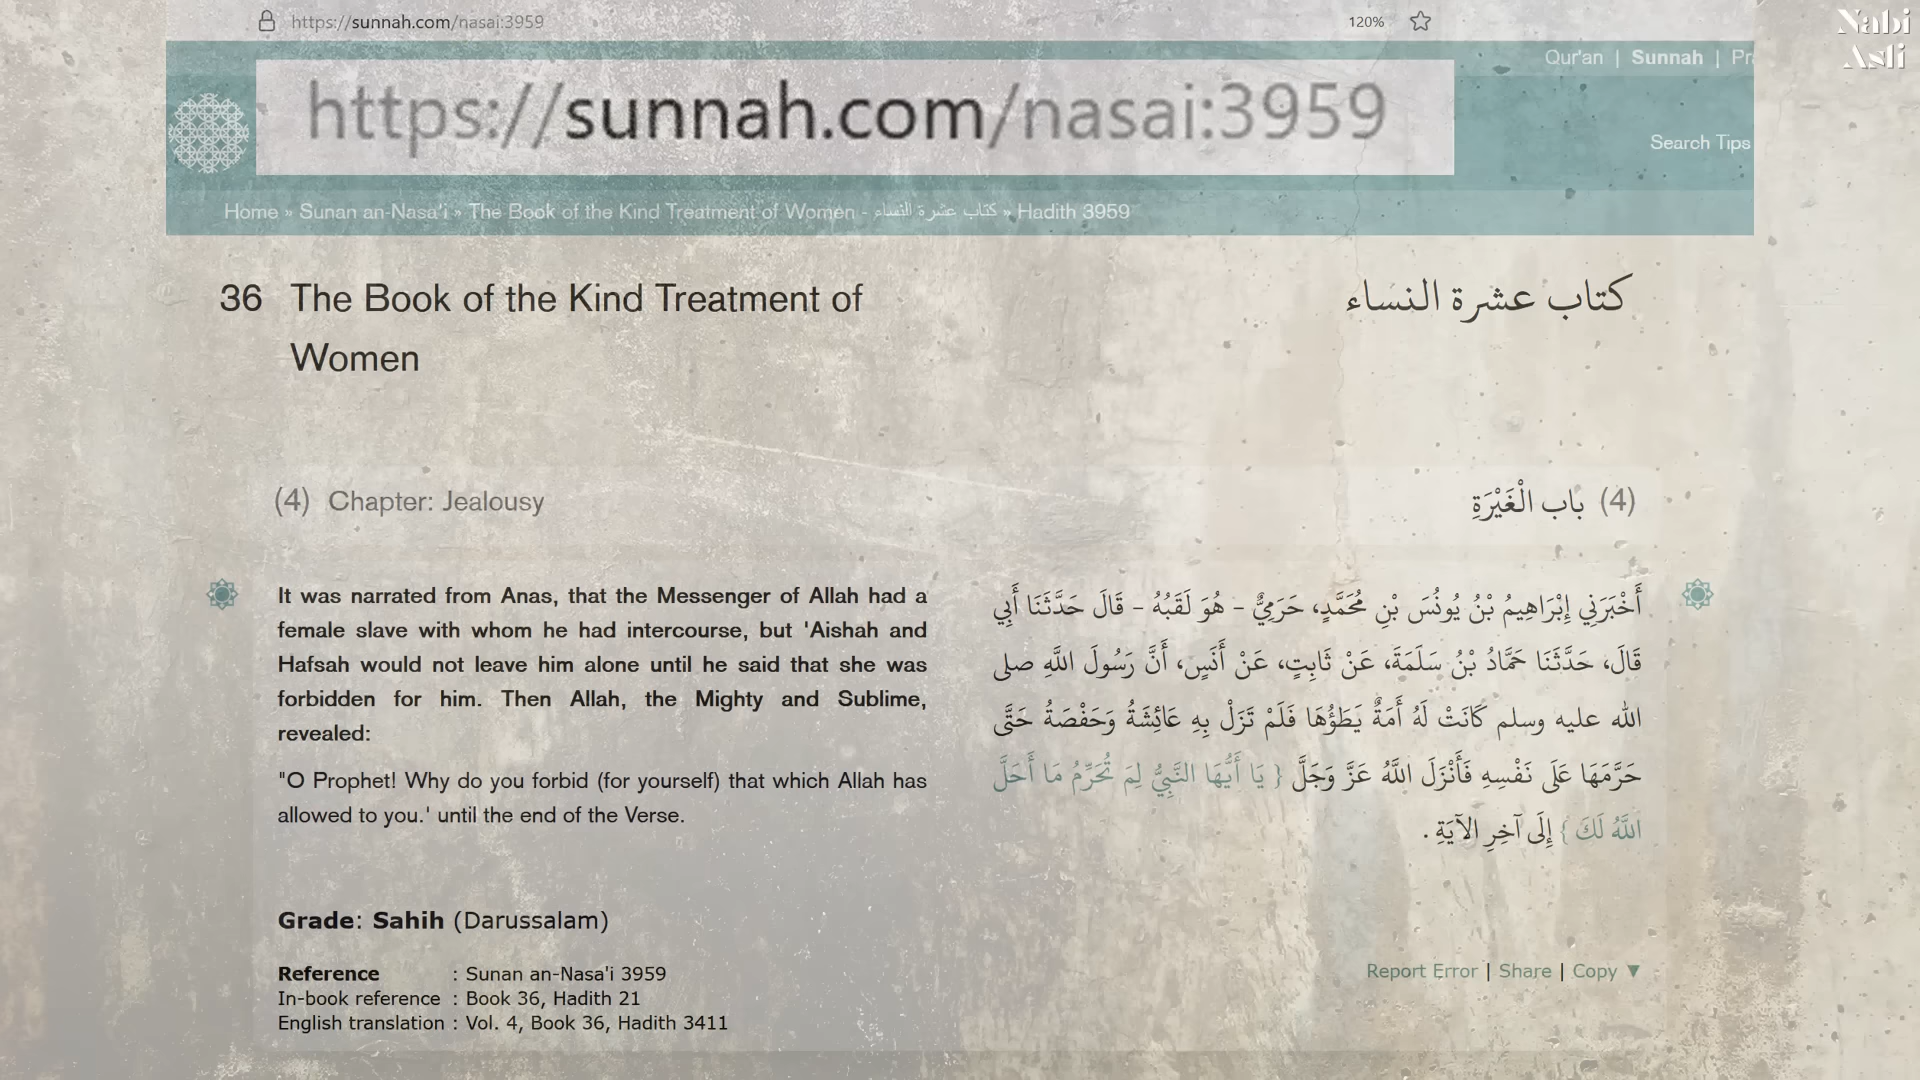 https://sunnah.com/nasai:3959
120%
Nabi
Asli
Qur'an | Sunnah | Pra
https://sunnah.com/nasai:3959
Search Tips
Home » Sunan an-Nasa'i » The Book of the Kind Treatment of Women - كتاب عشرة النساء » Hadith 3959
36 The Book of the Kind Treatment of
Women
كتاب عشرة النساء
(4) Chapter: Jealousy
(4) باب الْغَيْرَةِ
It was narrated from Anas, that the Messenger of Allah had a
female slave with whom he had intercourse, but 'Aishah and
Hafsah would not leave him alone until he said that she was
forbidden for him. Then Allah, the Mighty and Sublime,
revealed:
"O Prophet! Why do you forbid (for yourself) that which Allah has
allowed to you.' until the end of the Verse.
أَخْبَرَنِي إِبْرَاهِيمُ بْنُ يُونُسَ بْنِ مُحَمَّدٍ، حَرَمِيٌّ - هُوَ لَقَبُهُ - قَالَ حَدَّثَنَا أَبِي
قَالَ، حَدَّثَنَا حَمَّادُ بْنُ سَلَمَةَ، عَنْ ثَابِتٍ، عَنْ أَنَسٍ، أَنَّ رَسُولَ اللَّهِ صلى
الله عليه وسلم كَانَتْ لَهُ أَمَةٌ يَطَؤُهَا فَلَمْ تَزَلْ بِهِ عَائِشَةُ وَحَفْصَةُ حَتَّى
حَرَّمَهَا عَلَى نَفْسِهِ فَأَنْزَلَ اللَّهُ عَزَّ وَجَلَّ { يَا أَيُّهَا النَّبِيُّ لِمَ تُحَرِّمُ مَا أَحَلَّ
اللَّهُ لَكَ } إِلَى آخِرِ الآيَةِ .
Grade: Sahih (Darussalam)
Reference : Sunan an-Nasa'i 3959
In-book reference : Book 36, Hadith 21
English translation : Vol. 4, Book 36, Hadith 3411
Report Error | Share | Copy ▼